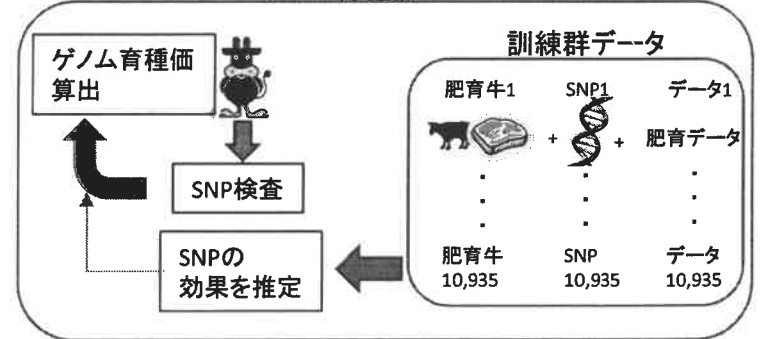 ゲノム育種価
算出
SNP検査
SNPの
効果を推定
訓練群データ
肥育牛1 SNP1 データ1
+ + 肥育データ
・ ・ ・
・ ・ ・
・ ・ ・
肥育牛 SNP データ
10,935 10,935 10,935